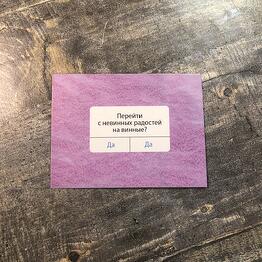 Перейти
с невинных радостей
на винные?
Да Да